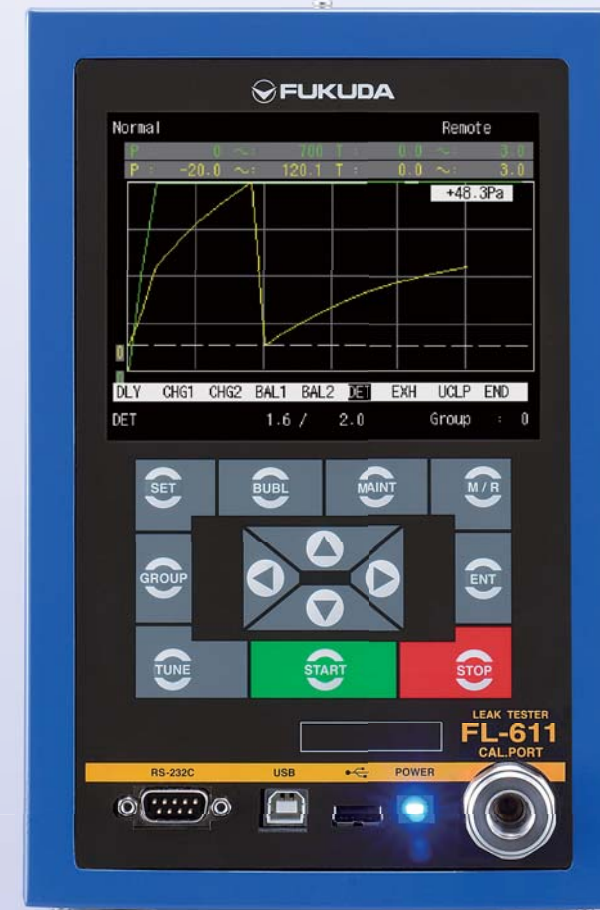 FUKUDA
Normal Remote
P 0 ~: 700 T : 0.0 ~: 3.0
P : -20.0 ~: 120.1 T : 0.0 ~: 3.0
+48.3Pa
0
DLY CHG1 CHG2 BAL1 BAL2 DET EXH UCLP END
DET 1.6 / 2.0 Group : 0
SET BUBL MAINT M / R
GROUP ENT
TUNE START STOP
LEAK TESTER
FL-611
CAL.PORT
RS-232C USB POWER